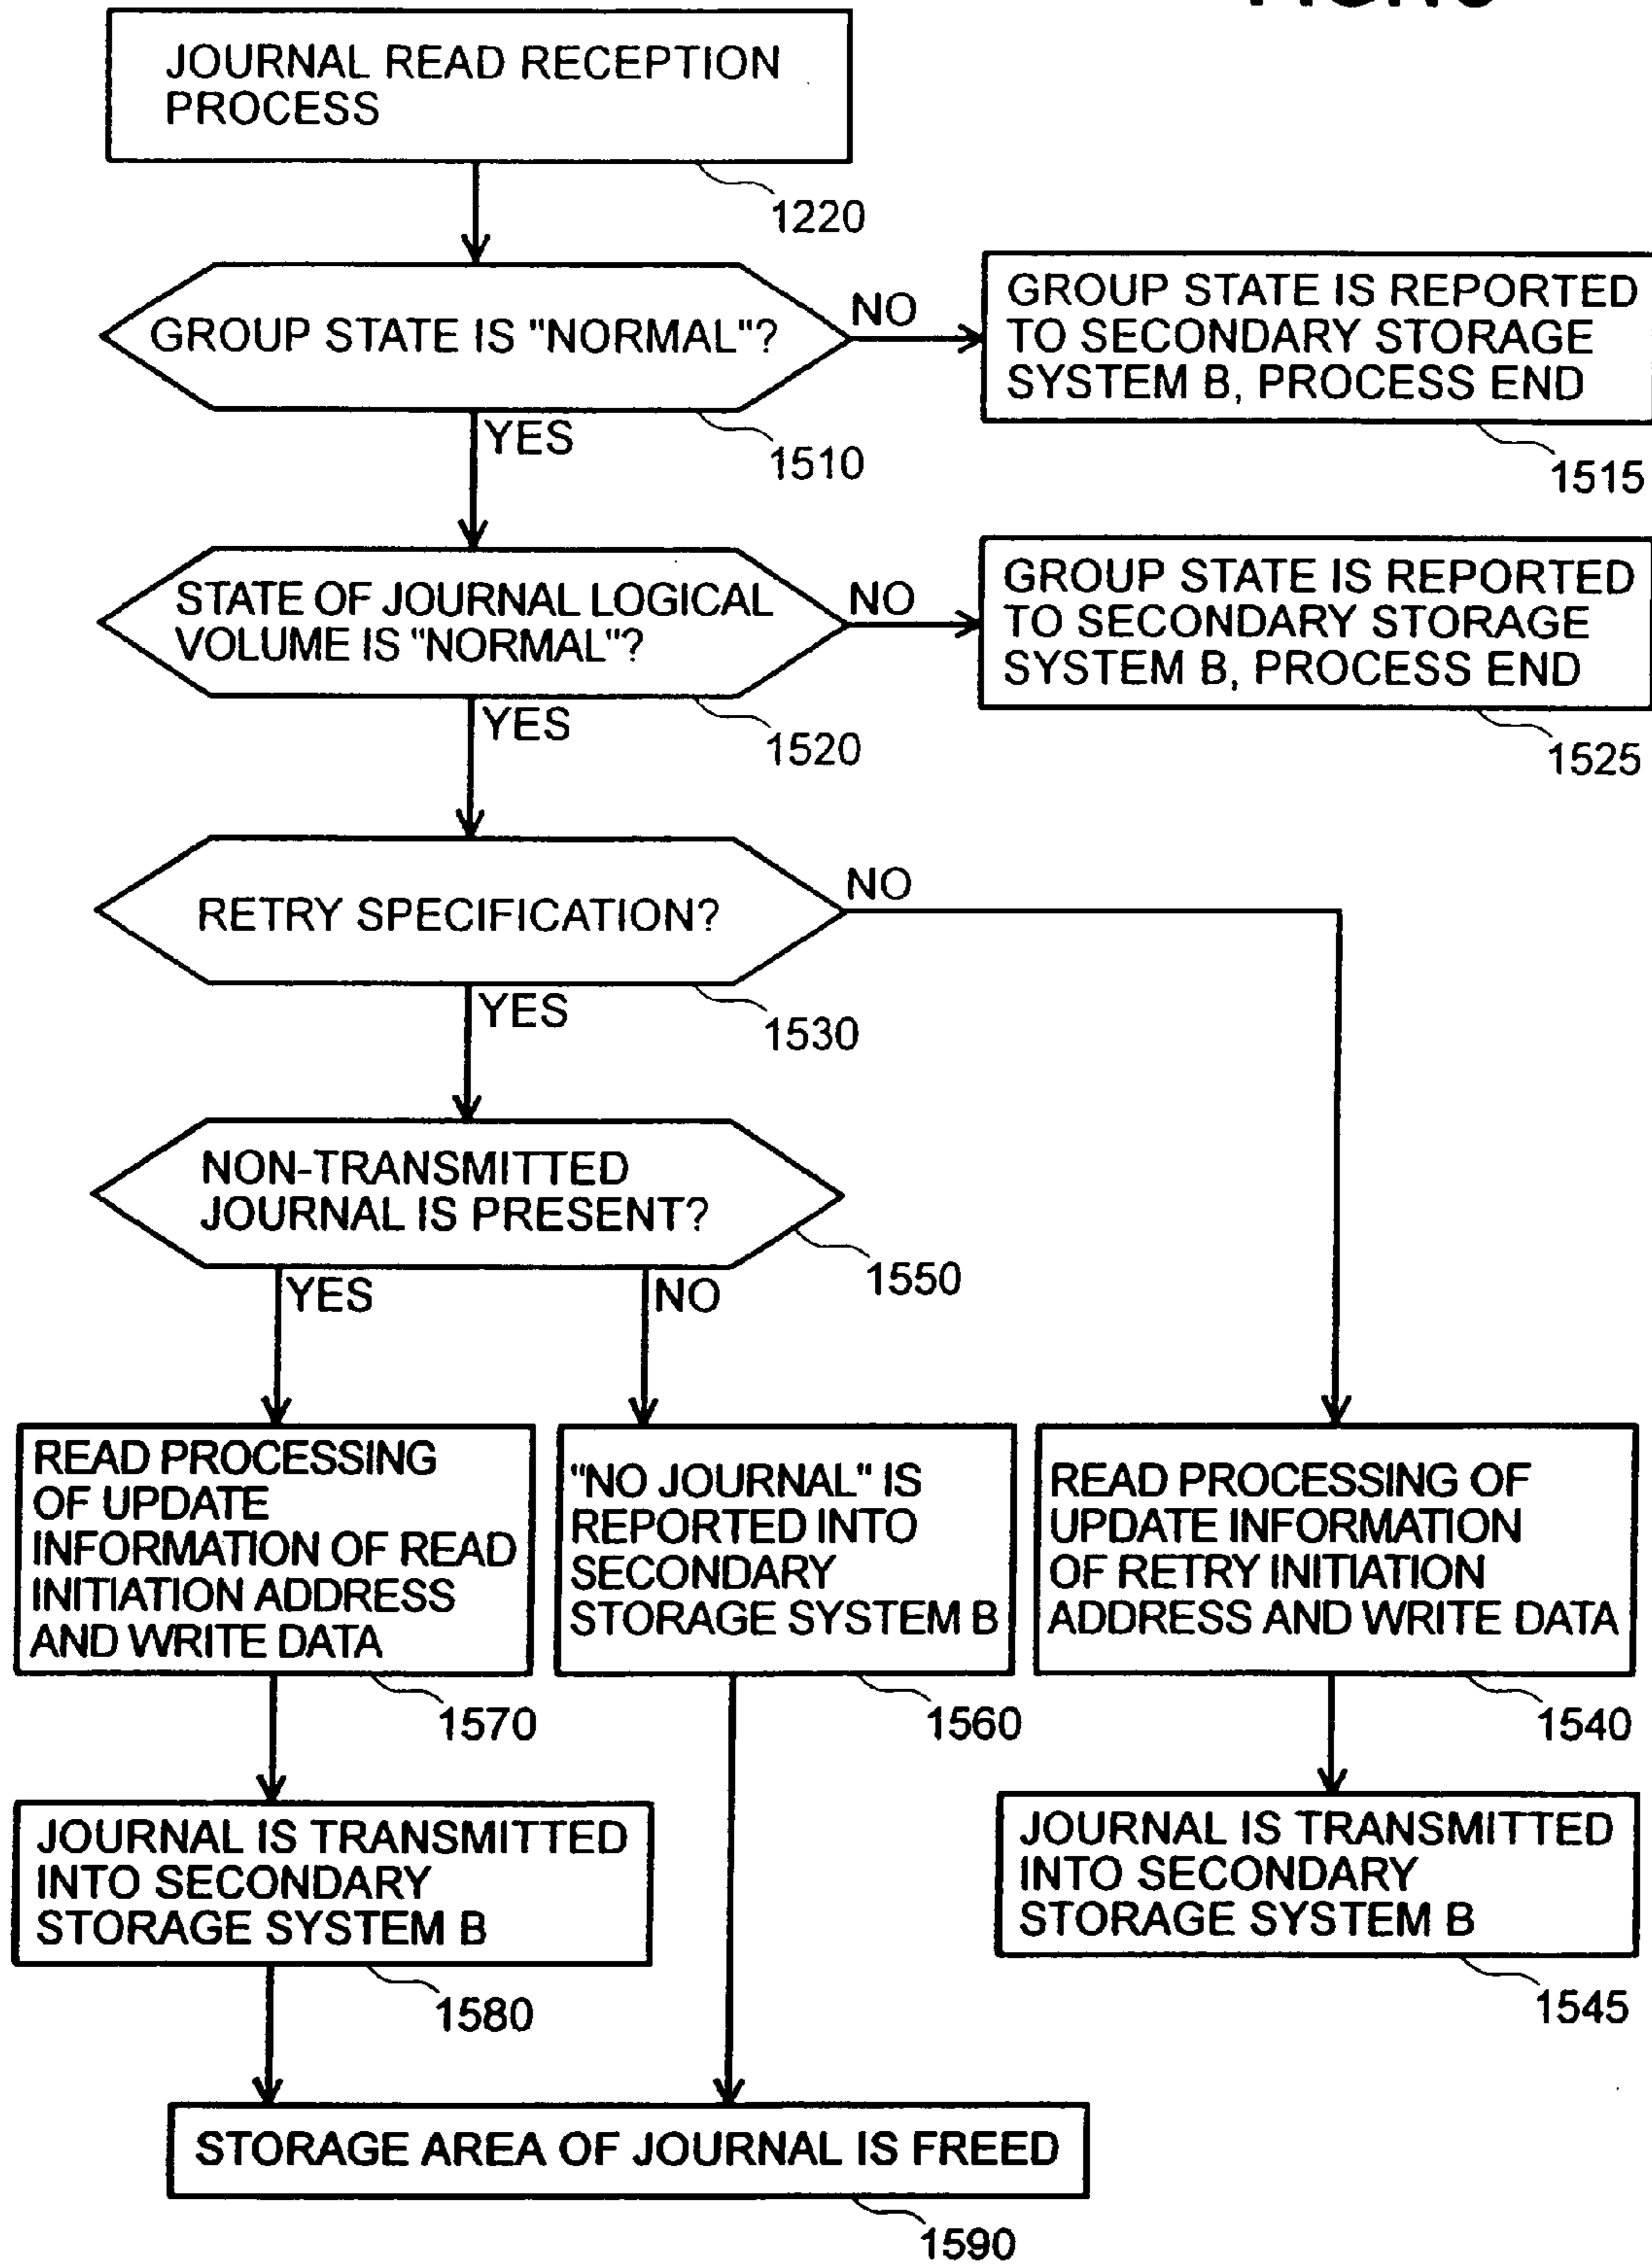 JOURNAL READ RECEPTION
PROCESS
1220
GROUP STATE IS "NORMAL"?
NO
GROUP STATE IS REPORTED
TO SECONDARY STORAGE
SYSTEM B, PROCESS END
YES
1510
1515
STATE OF JOURNAL LOGICAL
VOLUME IS "NORMAL"?
NO
GROUP STATE IS REPORTED
TO SECONDARY STORAGE
SYSTEM B, PROCESS END
YES
1520
1525
RETRY SPECIFICATION?
NO
YES
1530
NON-TRANSMITTED
JOURNAL IS PRESENT?
1550
YES
NO
READ PROCESSING
OF UPDATE
INFORMATION OF READ
INITIATION ADDRESS
AND WRITE DATA
1570
"NO JOURNAL" IS
REPORTED INTO
SECONDARY
STORAGE SYSTEM B
1560
READ PROCESSING OF
UPDATE INFORMATION
OF RETRY INITIATION
ADDRESS AND WRITE DATA
1540
JOURNAL IS TRANSMITTED
INTO SECONDARY
STORAGE SYSTEM B
1580
JOURNAL IS TRANSMITTED
INTO SECONDARY
STORAGE SYSTEM B
1545
STORAGE AREA OF JOURNAL IS FREED
1590